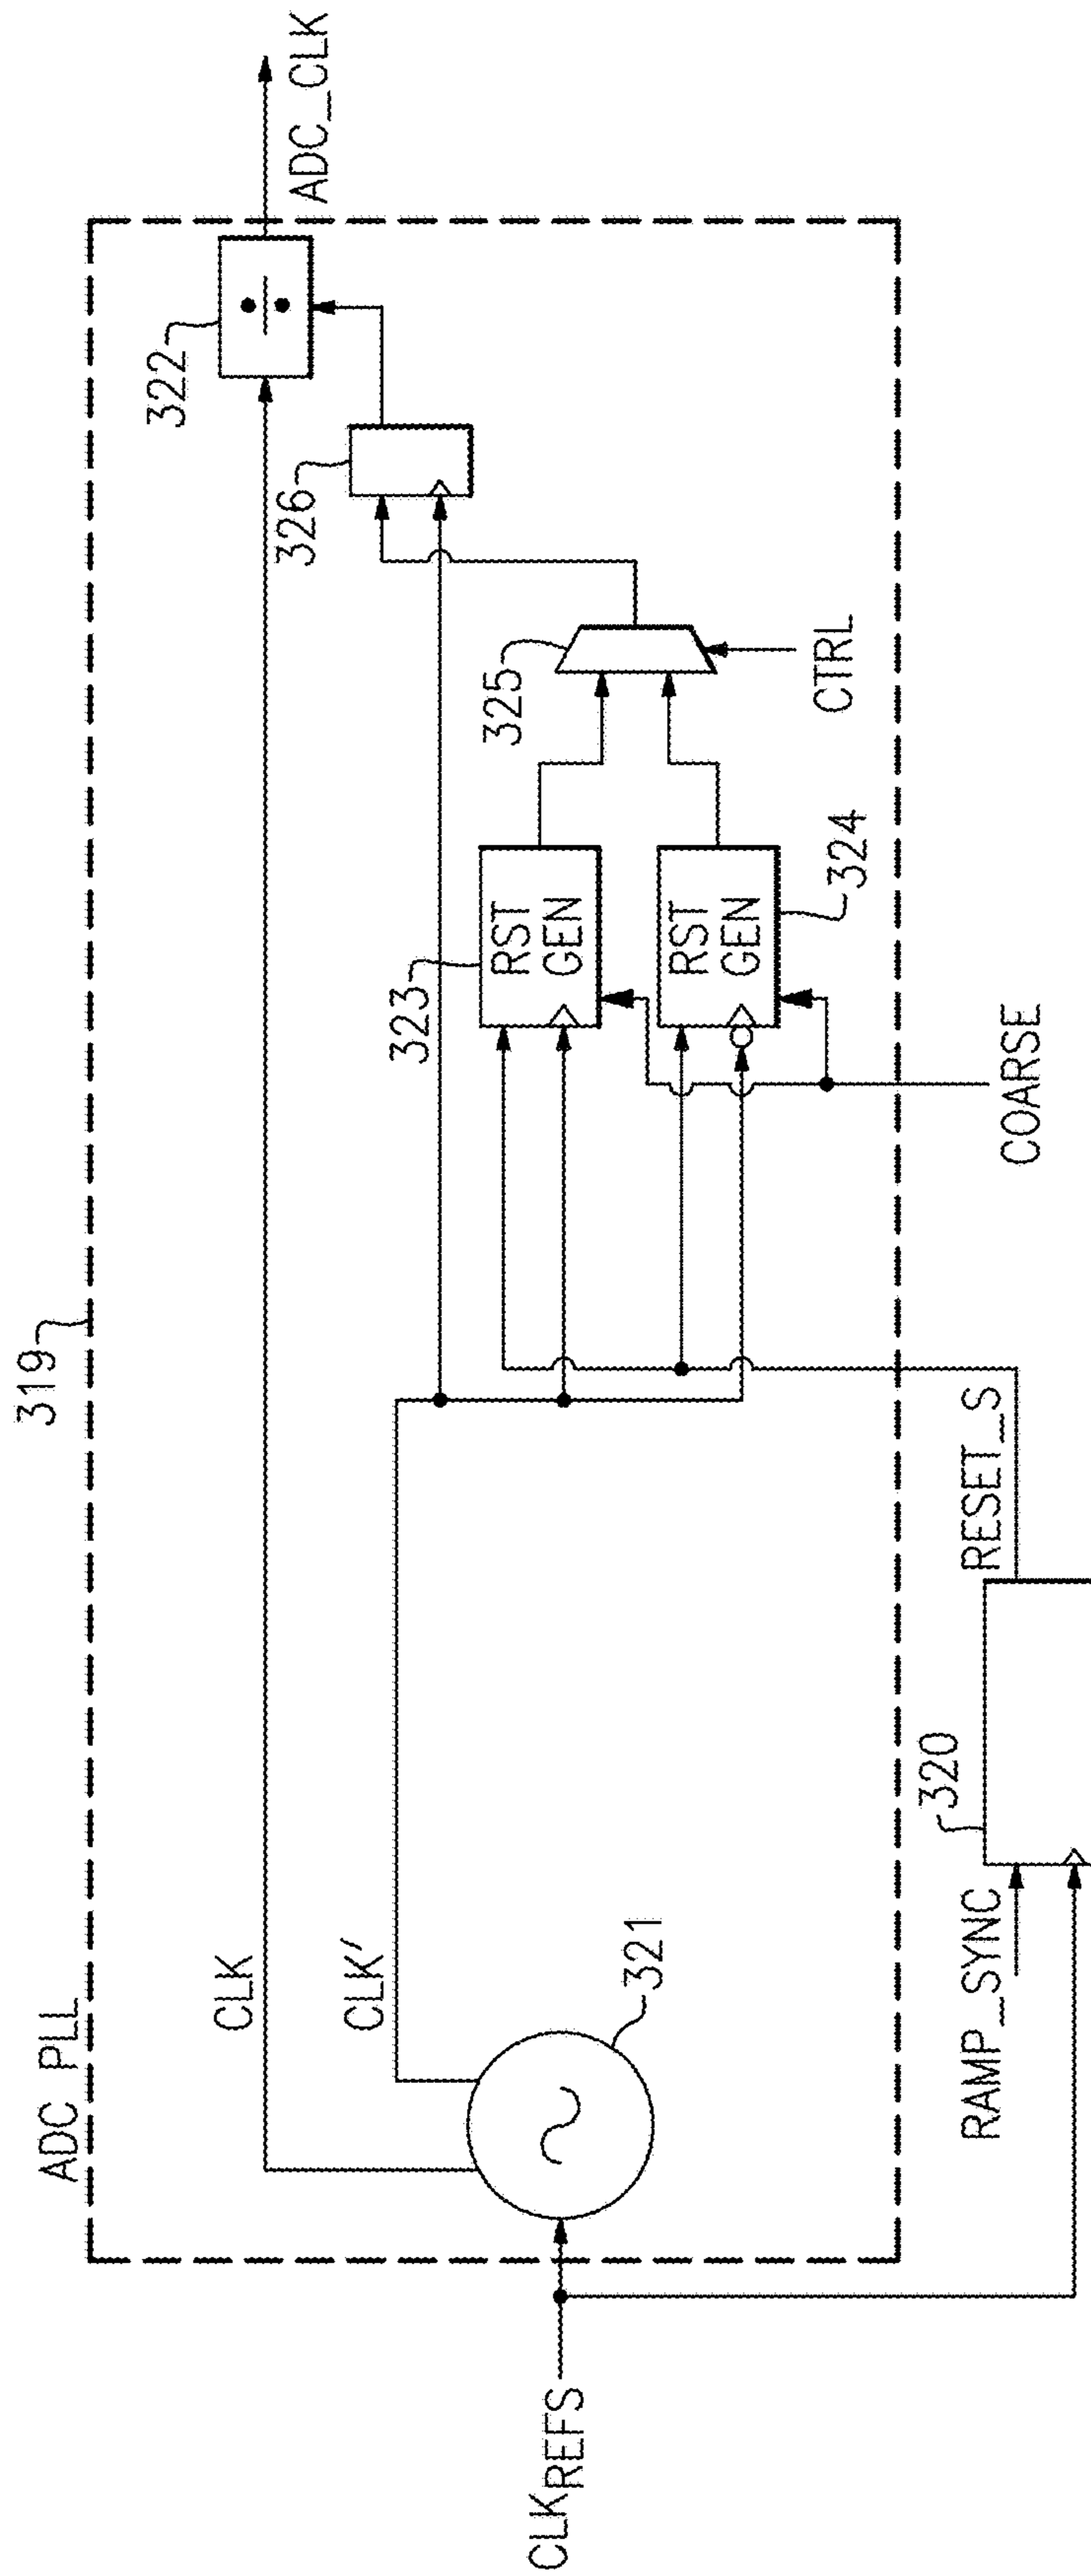 319
ADC PLL
CLK
CLK′
322
ADC_CLK
326
325
323
RST
GEN
RST
GEN
324
CTRL
321
CLKREFS
COARSE
RESET_S
320
RAMP_SYNC